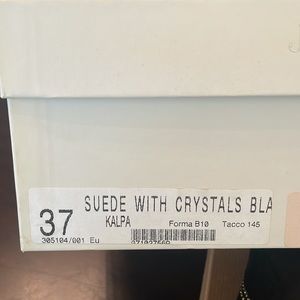 37
SUEDE WITH CRYSTALS BLA
KALPA
Forma B10
Tacco 145
305104/001 Eu